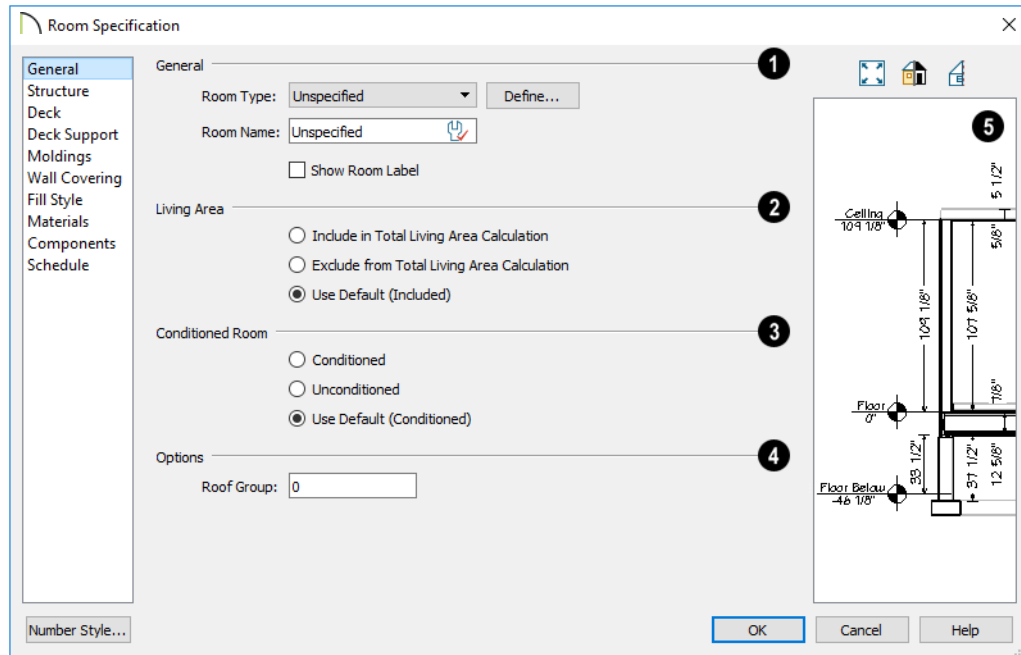 Room Specification
General
Structure
Deck
Deck Support
Moldings
Wall Covering
Fill Style
Materials
Components
Schedule
General
1
Room Type: Unspecified Define...
Room Name: Unspecified
Show Room Label
Living Area
2
Include in Total Living Area Calculation
Exclude from Total Living Area Calculation
Use Default (Included)
Conditioned Room
3
Conditioned
Unconditioned
Use Default (Conditioned)
Options
4
Roof Group: 0
5
5 1/2"
Ceiling
109 1/8"
5/8"
109 1/8"
107 5/8"
7/8"
Floor
0"
33 1/2"
37 1/2"
12 5/8"
Floor Below
-46 1/8"
Number Style...
OK
Cancel
Help